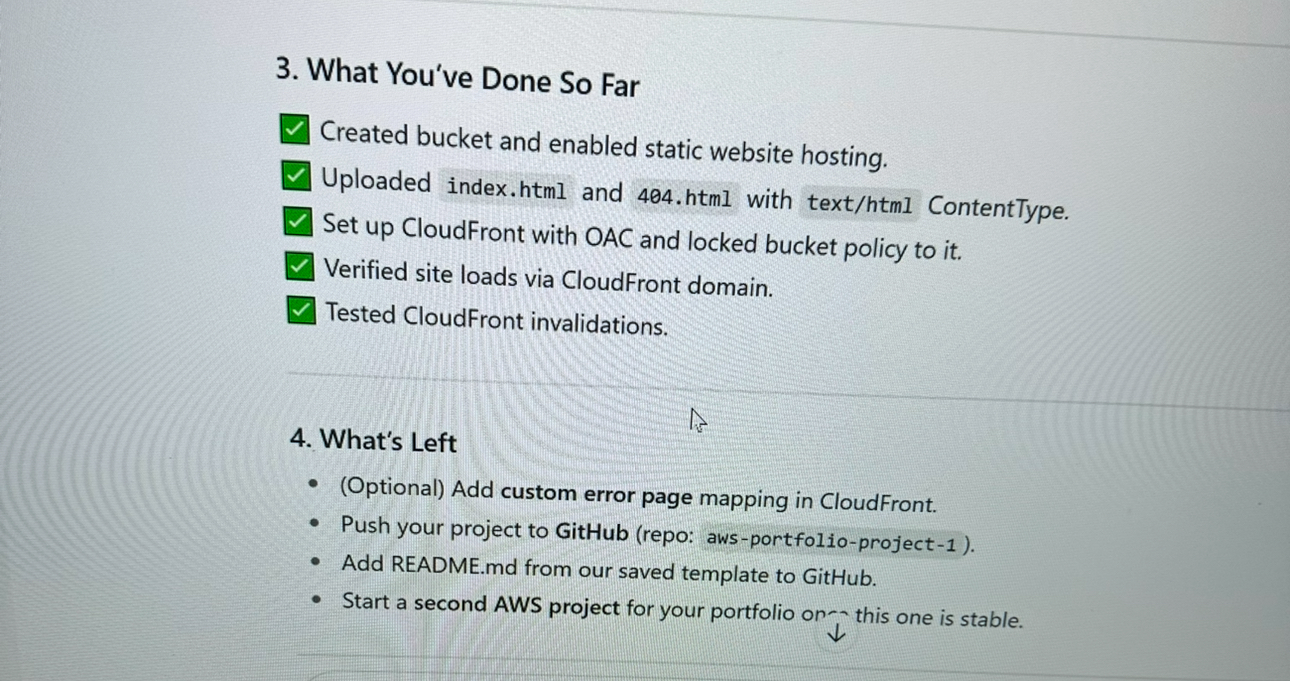 3. What You've Done So Far
✅ Created bucket and enabled static website hosting.
✅ Uploaded index.html and 404.html with text/html ContentType.
✅ Set up CloudFront with OAC and locked bucket policy to it.
✅ Verified site loads via CloudFront domain.
✅ Tested CloudFront invalidations.
4. What's Left
• (Optional) Add custom error page mapping in CloudFront.
• Push your project to GitHub (repo: aws-portfolio-project-1).
• Add README.md from our saved template to GitHub.
• Start a second AWS project for your portfolio once this one is stable.